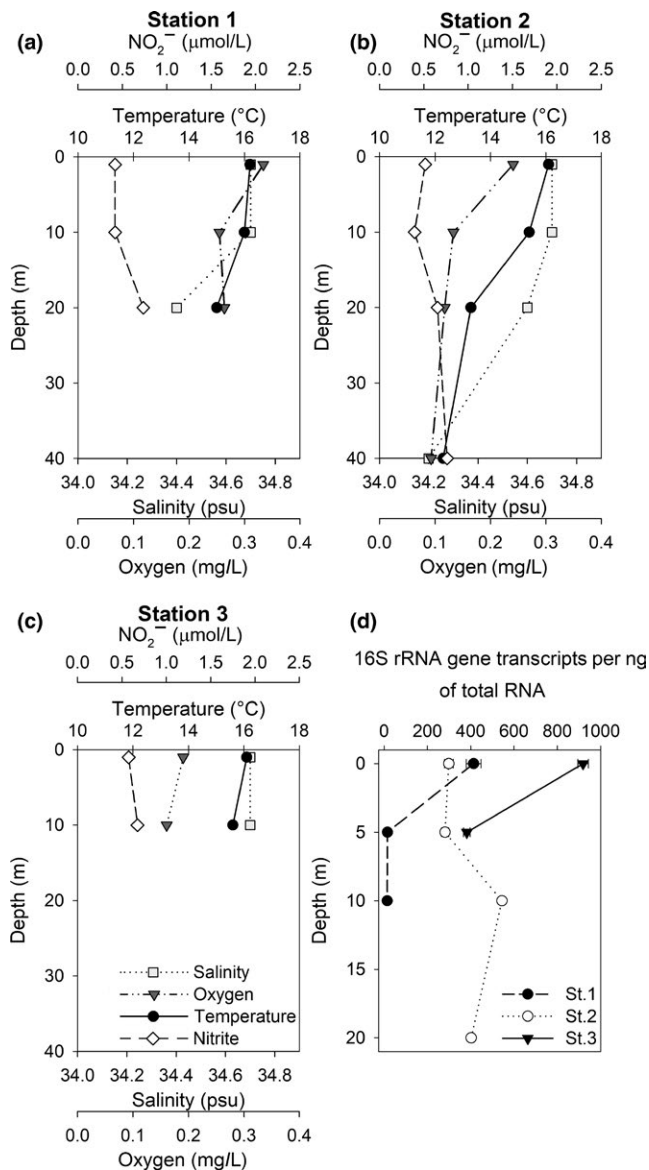 Station 1
(a)
NO2− (μmol/L)
0.0 0.5 1.0 1.5 2.0 2.5
Temperature (°C)
10 12 14 16 18
0
10
20
30
40
Depth (m)
34.0 34.2 34.4 34.6 34.8
Salinity (psu)
0.0 0.1 0.2 0.3 0.4
Oxygen (mg/L)
Station 2
(b)
NO2− (μmol/L)
0.0 0.5 1.0 1.5 2.0 2.5
Temperature (°C)
10 12 14 16 18
0
10
20
30
40
Depth (m)
34.0 34.2 34.4 34.6 34.8
Salinity (psu)
0.0 0.1 0.2 0.3 0.4
Oxygen (mg/L)
Station 3
(c)
NO2− (μmol/L)
0.0 0.5 1.0 1.5 2.0 2.5
Temperature (°C)
10 12 14 16 18
0
10
20
30
40
Depth (m)
Salinity
Oxygen
Temperature
Nitrite
34.0 34.2 34.4 34.6 34.8
Salinity (psu)
0.0 0.1 0.2 0.3 0.4
Oxygen (mg/L)
(d)
16S rRNA gene transcripts per ng
of total RNA
0 200 400 600 800 1000
0
5
10
15
20
Depth (m)
St.1
St.2
St.3